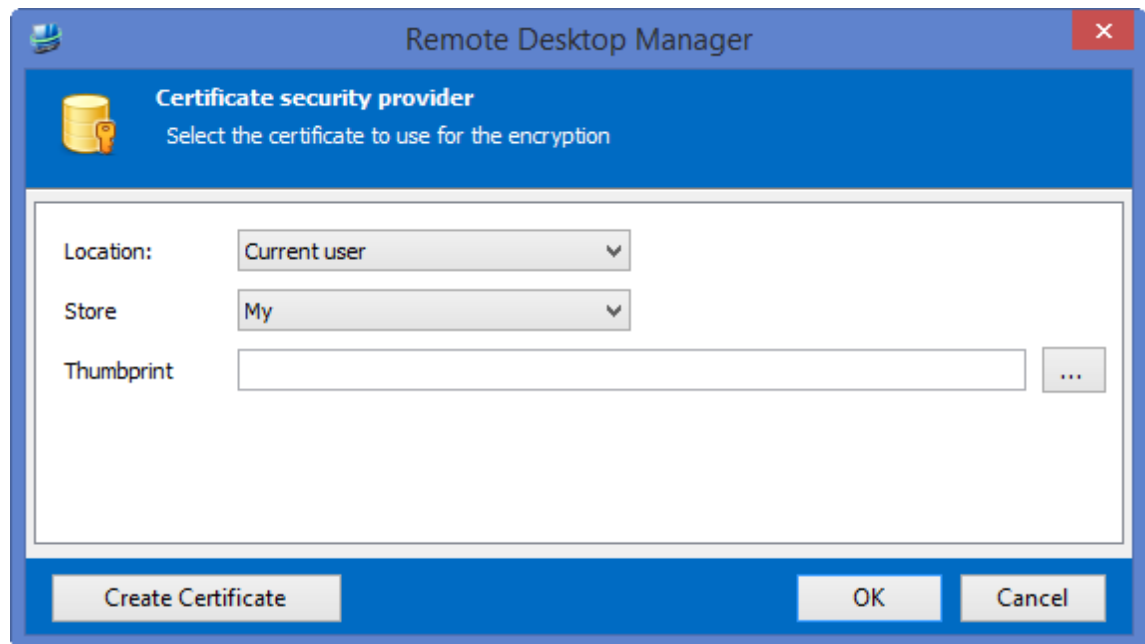 Remote Desktop Manager
Certificate security provider
Select the certificate to use for the encryption
Location: Current user
Store My
Thumbprint ...
Create Certificate OK Cancel